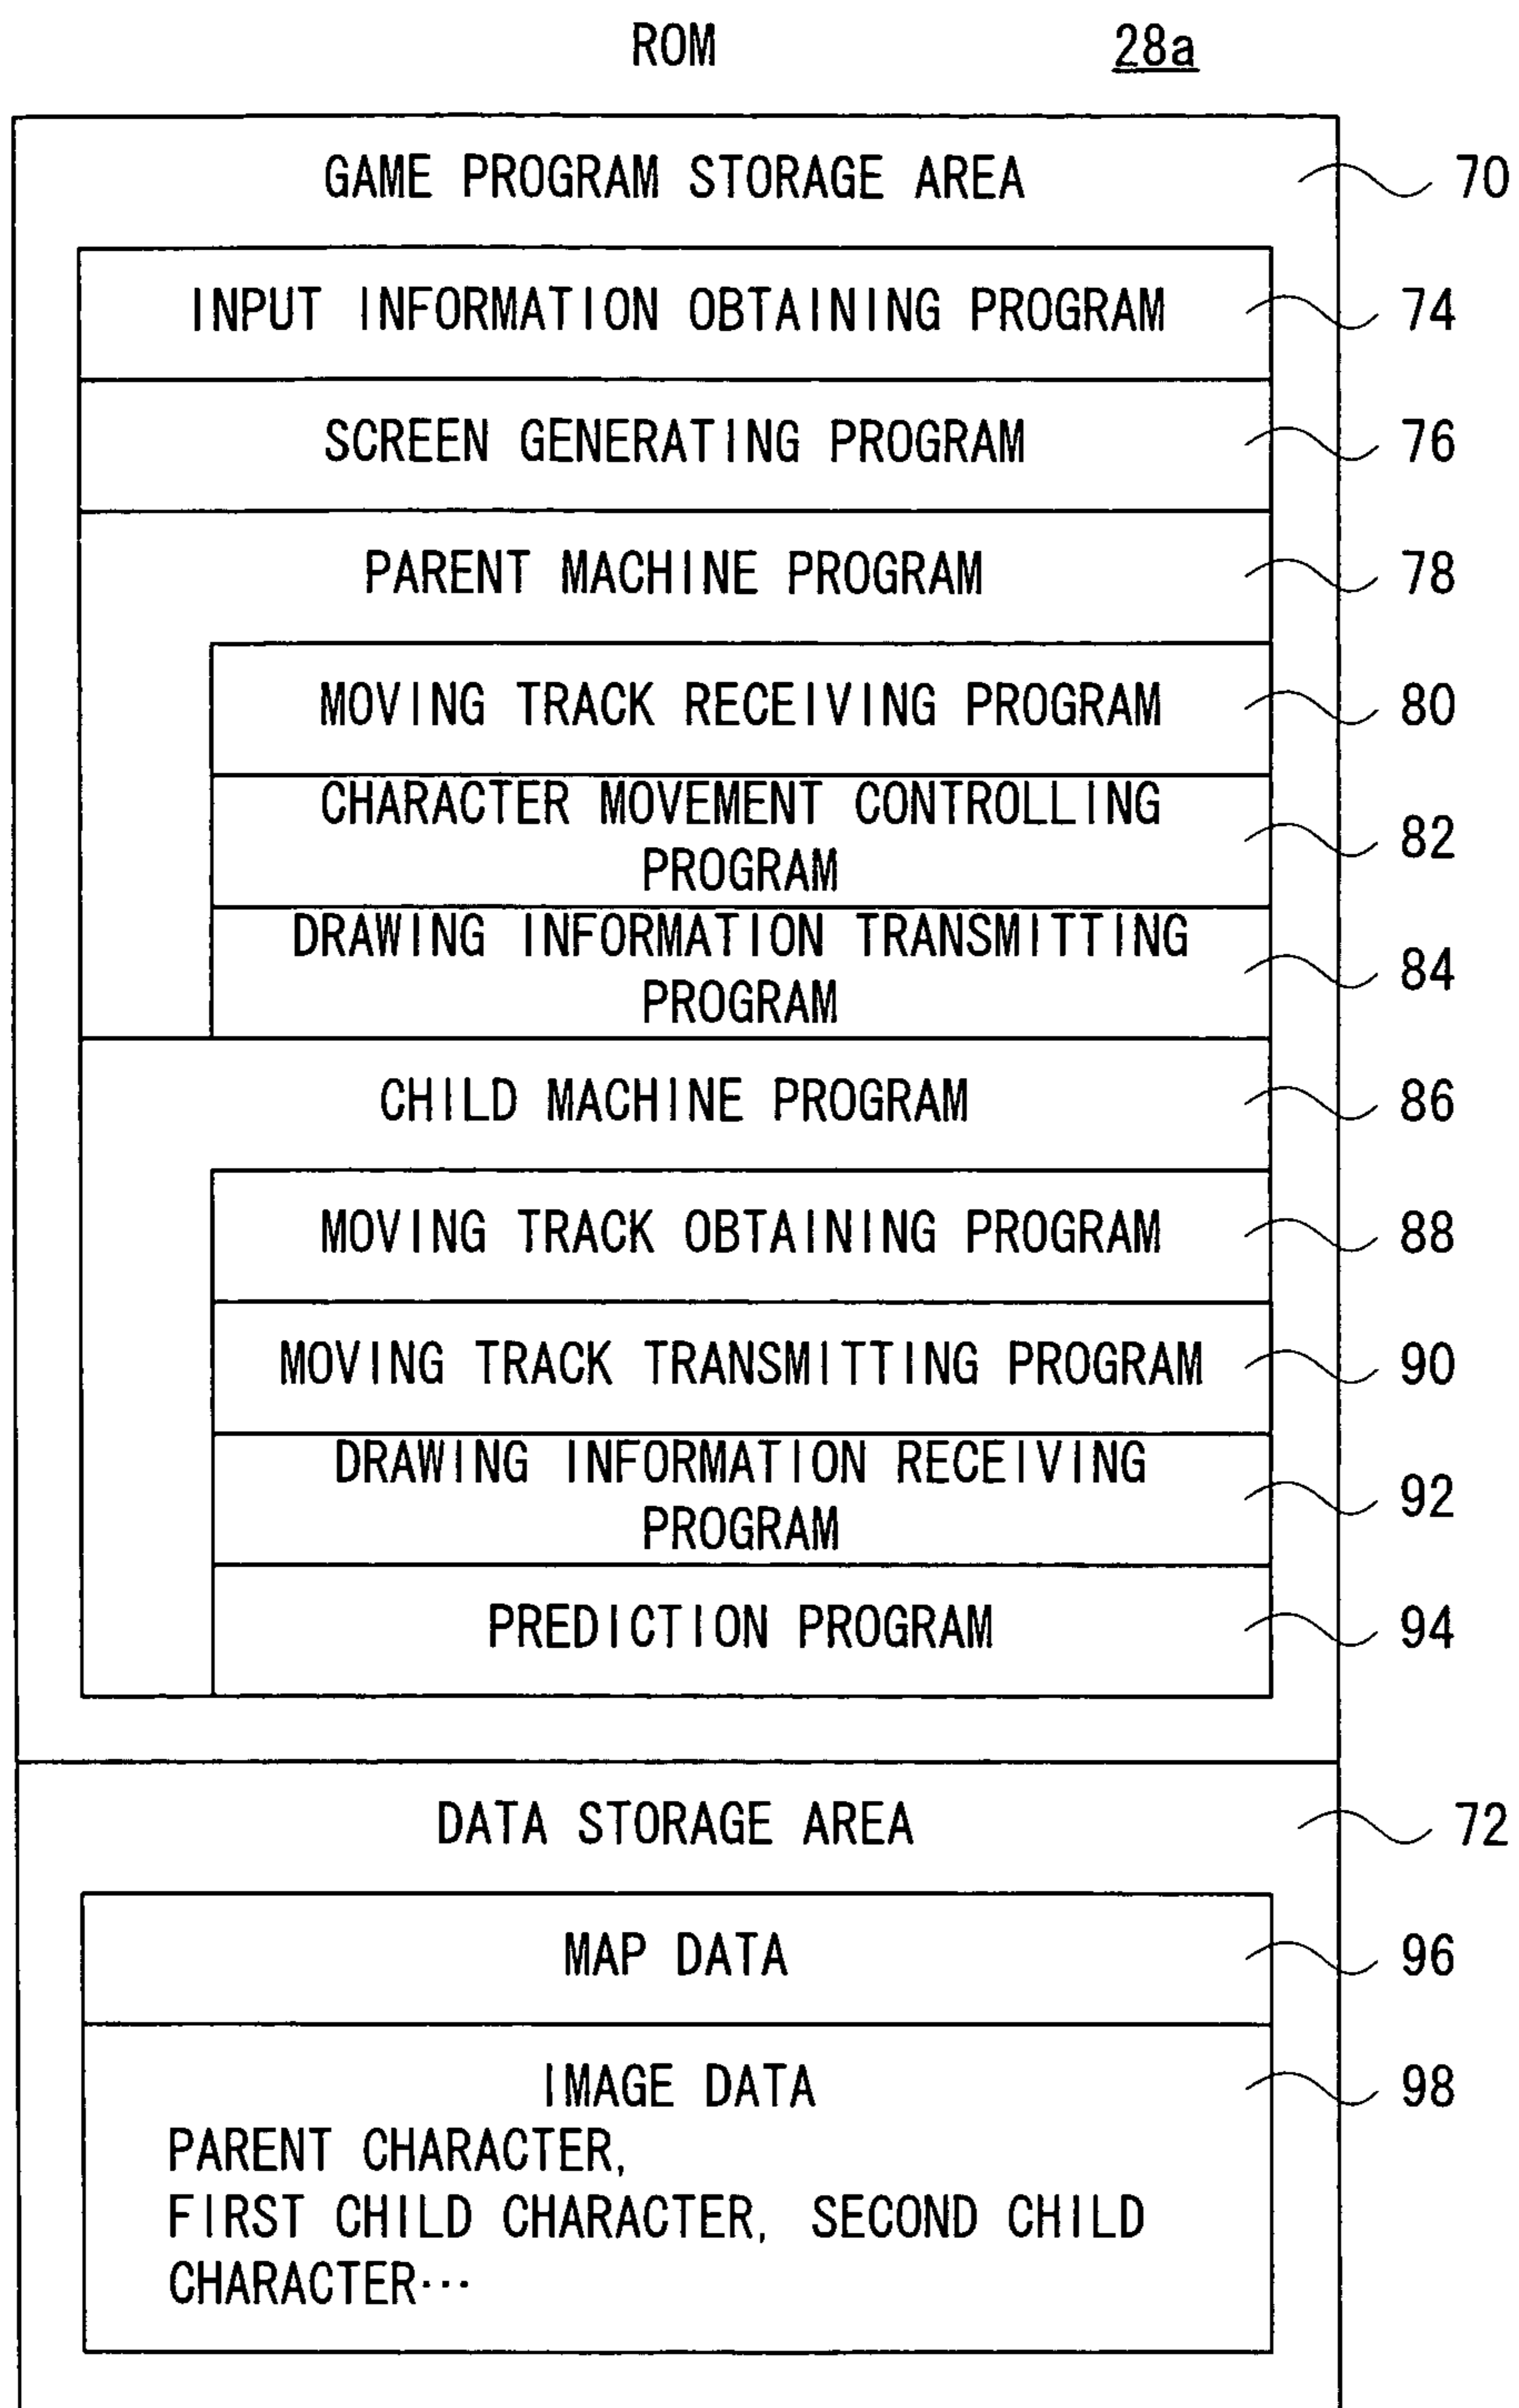 ROM 28a
GAME PROGRAM STORAGE AREA 70
INPUT INFORMATION OBTAINING PROGRAM 74
SCREEN GENERATING PROGRAM 76
PARENT MACHINE PROGRAM 78
MOVING TRACK RECEIVING PROGRAM 80
CHARACTER MOVEMENT CONTROLLING
PROGRAM 82
DRAWING INFORMATION TRANSMITTING
PROGRAM 84
CHILD MACHINE PROGRAM 86
MOVING TRACK OBTAINING PROGRAM 88
MOVING TRACK TRANSMITTING PROGRAM 90
DRAWING INFORMATION RECEIVING
PROGRAM 92
PREDICTION PROGRAM 94
DATA STORAGE AREA 72
MAP DATA 96
IMAGE DATA 98
PARENT CHARACTER,
FIRST CHILD CHARACTER, SECOND CHILD
CHARACTER···